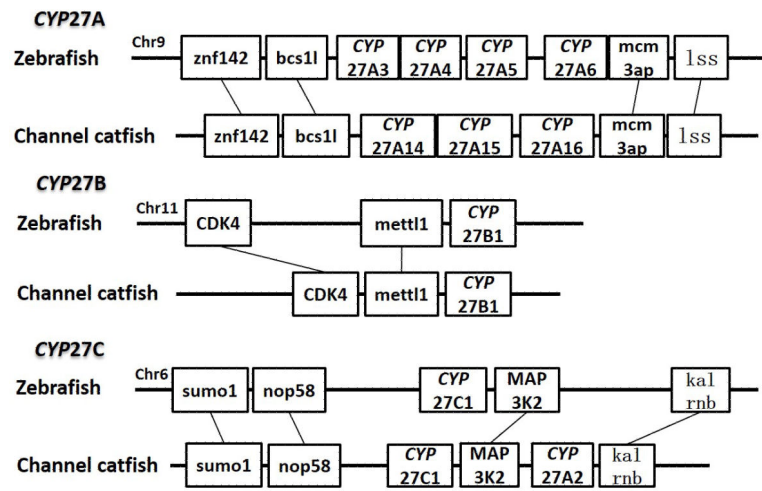 CYP27A
Chr9
Zebrafish
znf142 bcs1l CYP 27A3 CYP 27A4 CYP 27A5 CYP 27A6 mcm 3ap lss
Channel catfish
znf142 bcs1l CYP 27A14 CYP 27A15 CYP 27A16 mcm 3ap lss
CYP27B
Chr11
Zebrafish
CDK4 mettl1 CYP 27B1
Channel catfish
CDK4 mettl1 CYP 27B1
CYP27C
Chr6
Zebrafish
sumo1 nop58 CYP 27C1 MAP 3K2 kal rnb
Channel catfish
sumo1 nop58 CYP 27C1 MAP 3K2 CYP 27A2 kal rnb